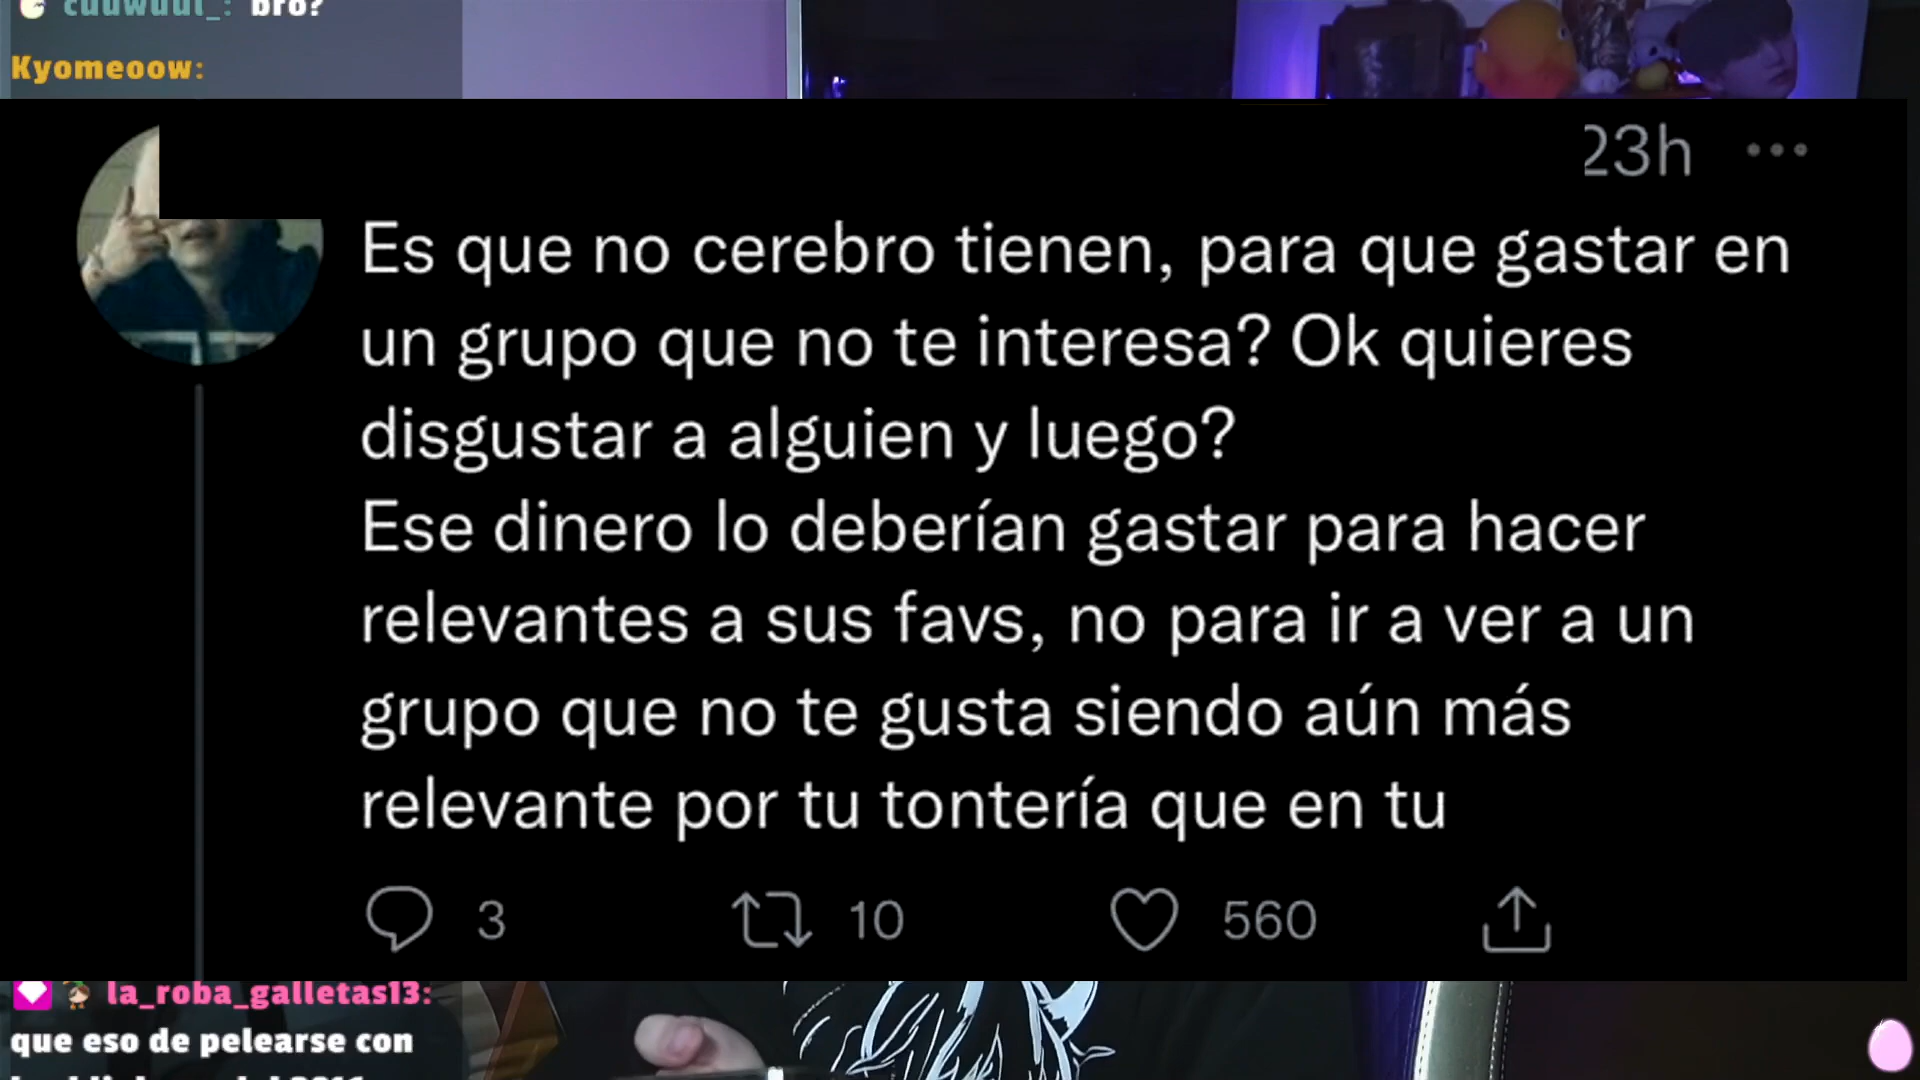 cuuwuul_: bro?
Kyomeoow:
23h
Es que no cerebro tienen, para que gastar en
un grupo que no te interesa? Ok quieres
disgustar a alguien y luego?
Ese dinero lo deberían gastar para hacer
relevantes a sus favs, no para ir a ver a un
grupo que no te gusta siendo aún más
relevante por tu tontería que en tu
3 10 560
la_roba_galletas13:
que eso de pelearse con